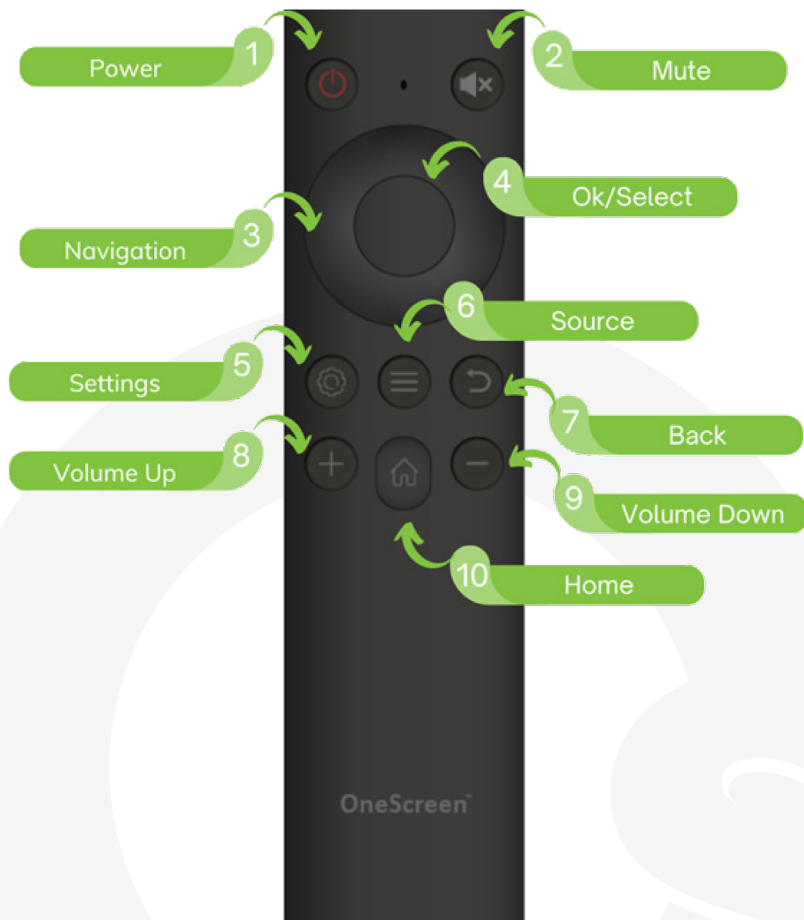 1
Power
2
Mute
3
Navigation
4
Ok/Select
5
Settings
6
Source
7
Back
8
Volume Up
9
Volume Down
10
Home
OneScreen™